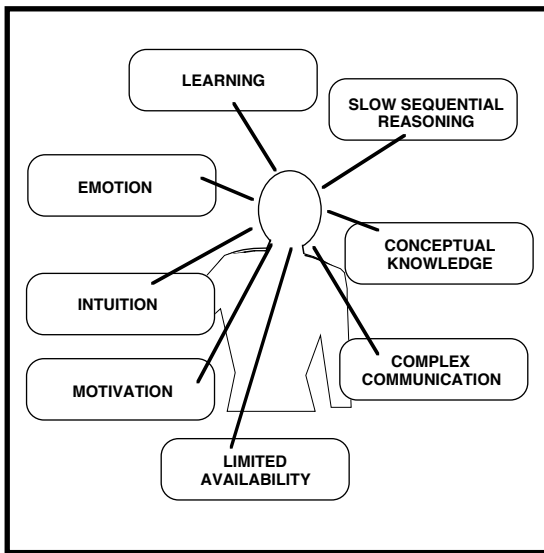 LEARNING
SLOW SEQUENTIAL
REASONING
EMOTION
CONCEPTUAL
KNOWLEDGE
INTUITION
COMPLEX
COMMUNICATION
MOTIVATION
LIMITED
AVAILABILITY